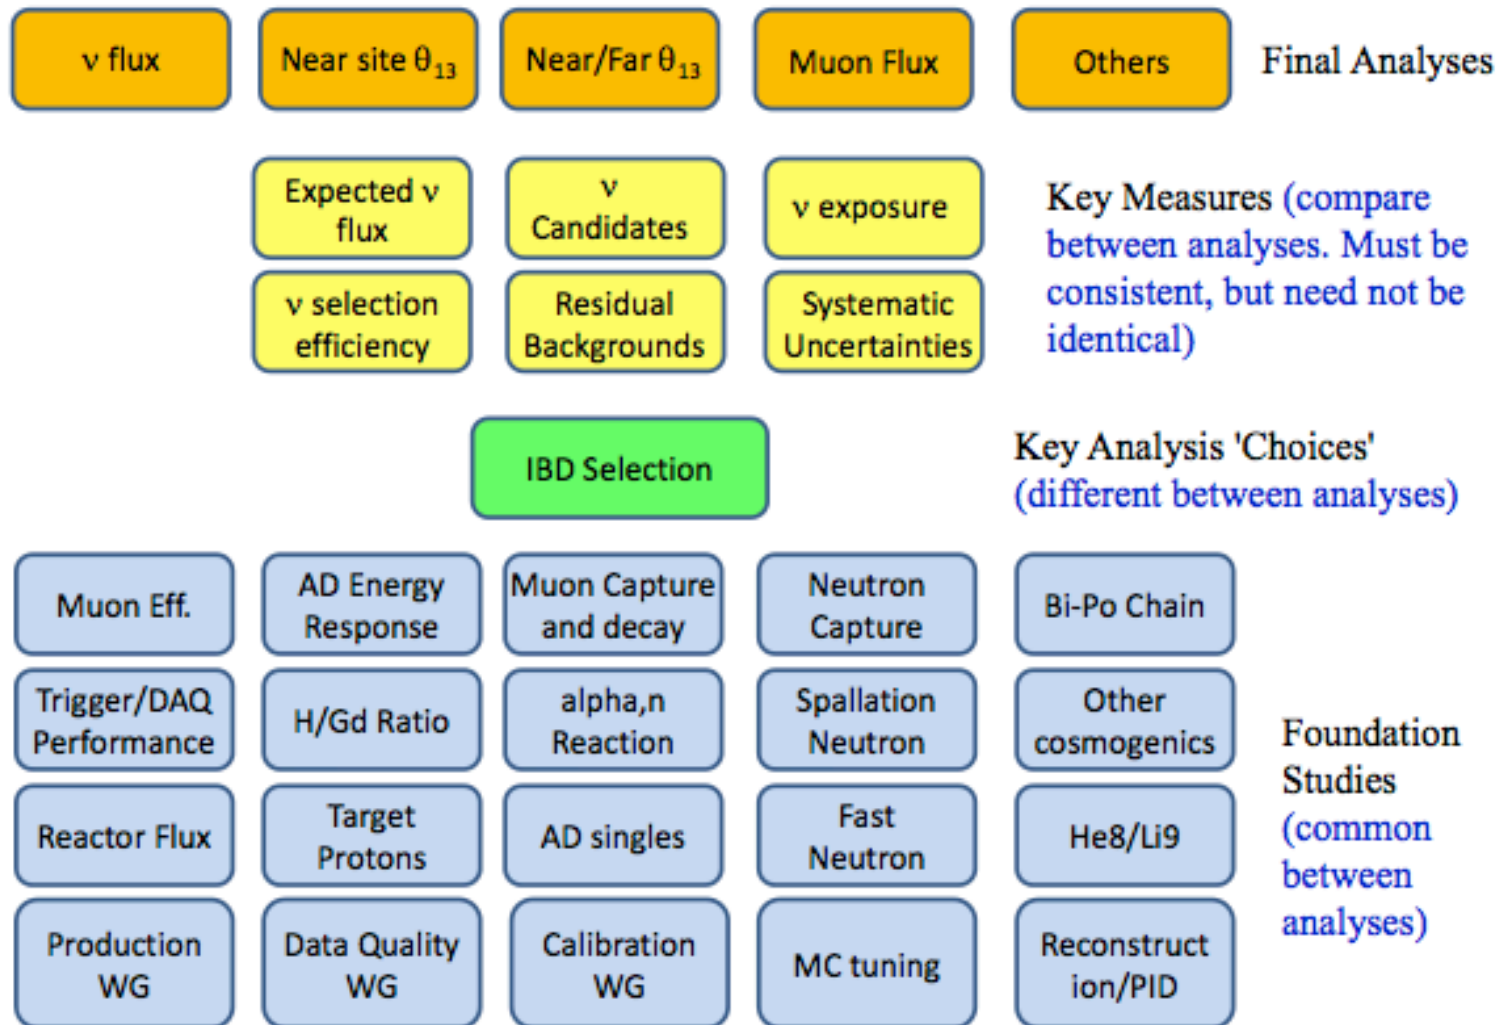 ν flux
Near site θ13
Near/Far θ13
Muon Flux
Others
Final Analyses
Expected ν
flux
ν
Candidates
ν exposure
Key Measures (compare
between analyses. Must be
consistent, but need not be
identical)
ν selection
efficiency
Residual
Backgrounds
Systematic
Uncertainties
IBD Selection
Key Analysis 'Choices'
(different between analyses)
Muon Eff.
AD Energy
Response
Muon Capture
and decay
Neutron
Capture
Bi-Po Chain
Trigger/DAQ
Performance
H/Gd Ratio
alpha,n
Reaction
Spallation
Neutron
Other
cosmogenics
Foundation
Studies
(common
between
analyses)
Reactor Flux
Target
Protons
AD singles
Fast
Neutron
He8/Li9
Production
WG
Data Quality
WG
Calibration
WG
MC tuning
Reconstruct
ion/PID